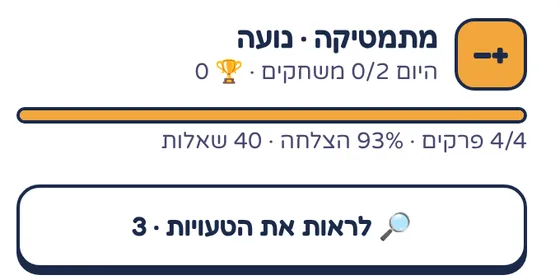 מתמטיקה · נועה
היום 0/2 משחקים · 🏆 0
4/4 פרקים · 93% הצלחה · 40 שאלות
🔎 לראות את הטעויות · 3